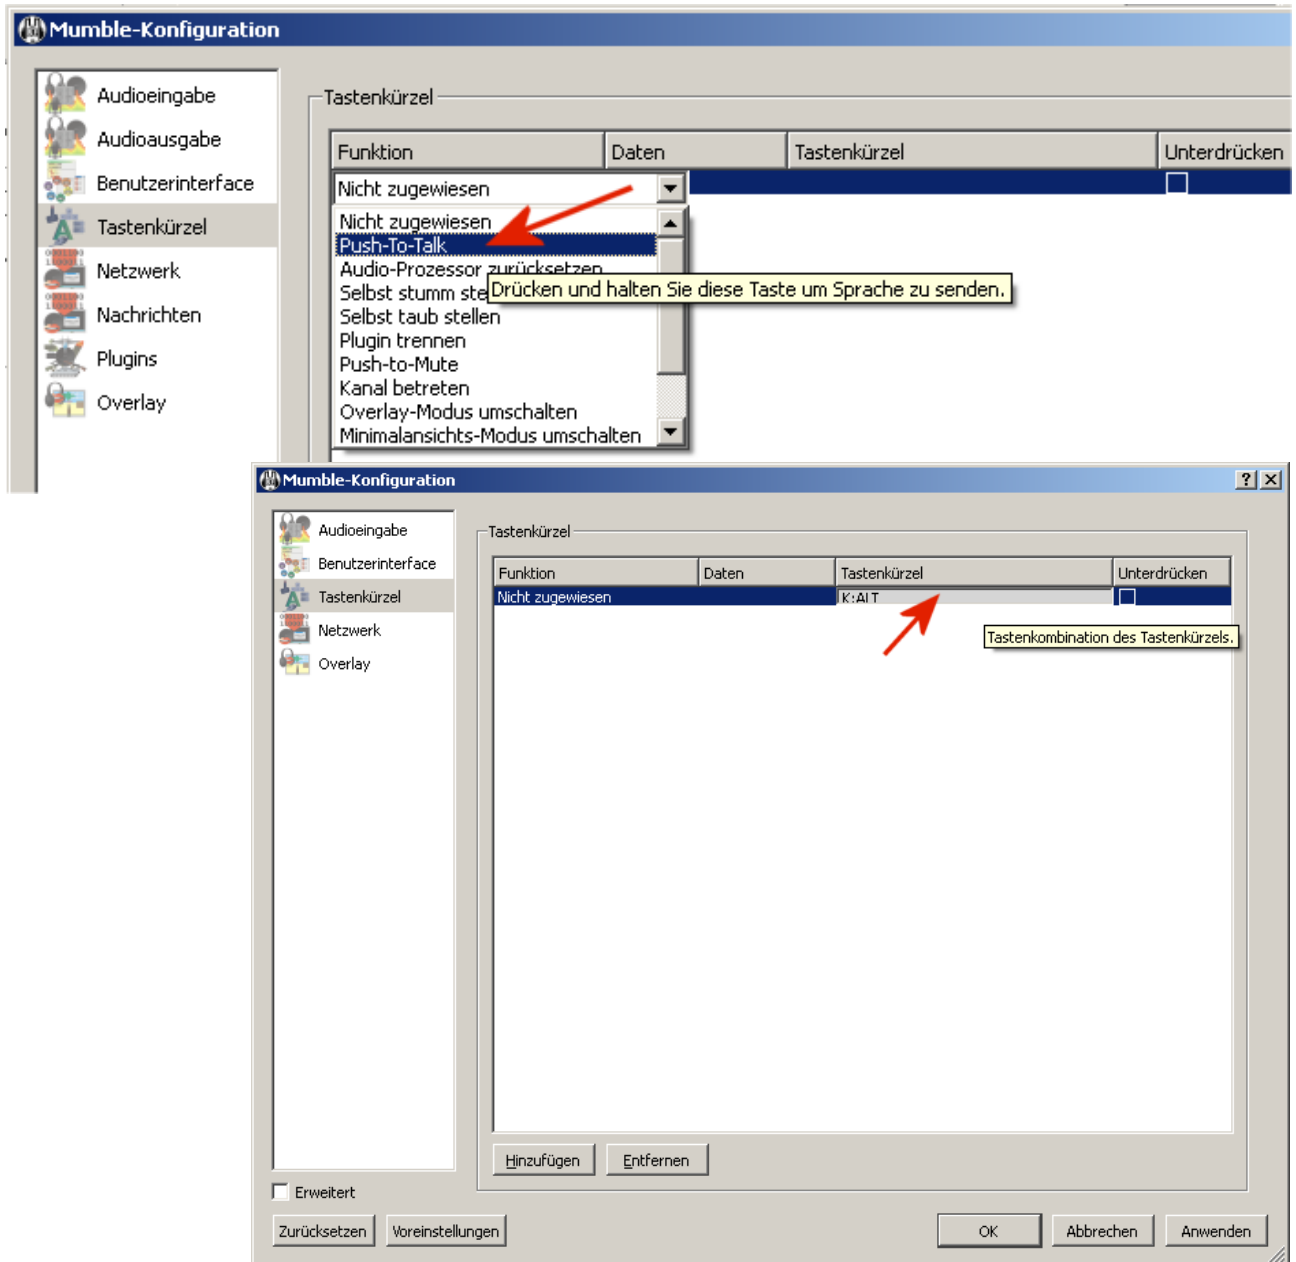 Mumble-Konfiguration
Audioeingabe
Audioausgabe
Benutzerinterface
Tastenkürzel
Netzwerk
Nachrichten
Plugins
Overlay
Tastenkürzel
Funktion Daten Tastenkürzel Unterdrücken
Nicht zugewiesen
Nicht zugewiesen
Push-To-Talk
Audio-Prozessor zurücksetzen
Selbst stumm ste
Drücken und halten Sie diese Taste um Sprache zu senden.
Selbst taub stellen
Plugin trennen
Push-to-Mute
Kanal betreten
Overlay-Modus umschalten
Minimalansichts-Modus umschalten
Mumble-Konfiguration
Audioeingabe
Benutzerinterface
Tastenkürzel
Netzwerk
Overlay
Tastenkürzel
Funktion Daten Tastenkürzel Unterdrücken
Nicht zugewiesen K:ALT
Tastenkombination des Tastenkürzels.
Hinzufügen Entfernen
Erweitert
Zurücksetzen Voreinstellungen OK Abbrechen Anwenden